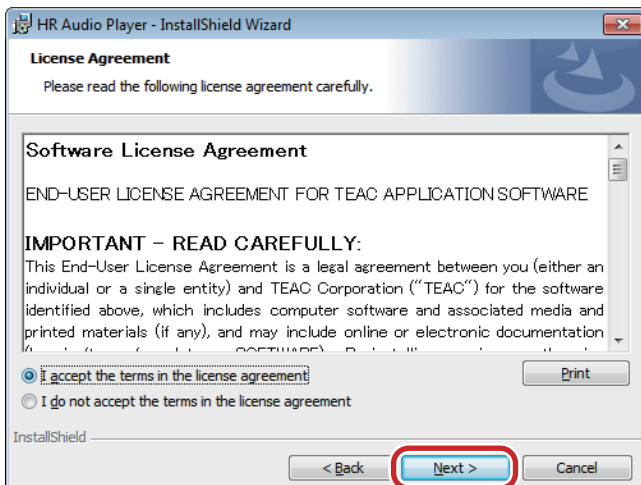 HR Audio Player - InstallShield Wizard
License Agreement
Please read the following license agreement carefully.
Software License Agreement
END-USER LICENSE AGREEMENT FOR TEAC APPLICATION SOFTWARE
IMPORTANT - READ CAREFULLY:
This End-User License Agreement is a legal agreement between you (either an
individual or a single entity) and TEAC Corporation ("TEAC") for the software
identified above, which includes computer software and associated media and
printed materials (if any), and may include online or electronic documentation
I accept the terms in the license agreement
Print
I do not accept the terms in the license agreement
InstallShield
< Back
Next >
Cancel